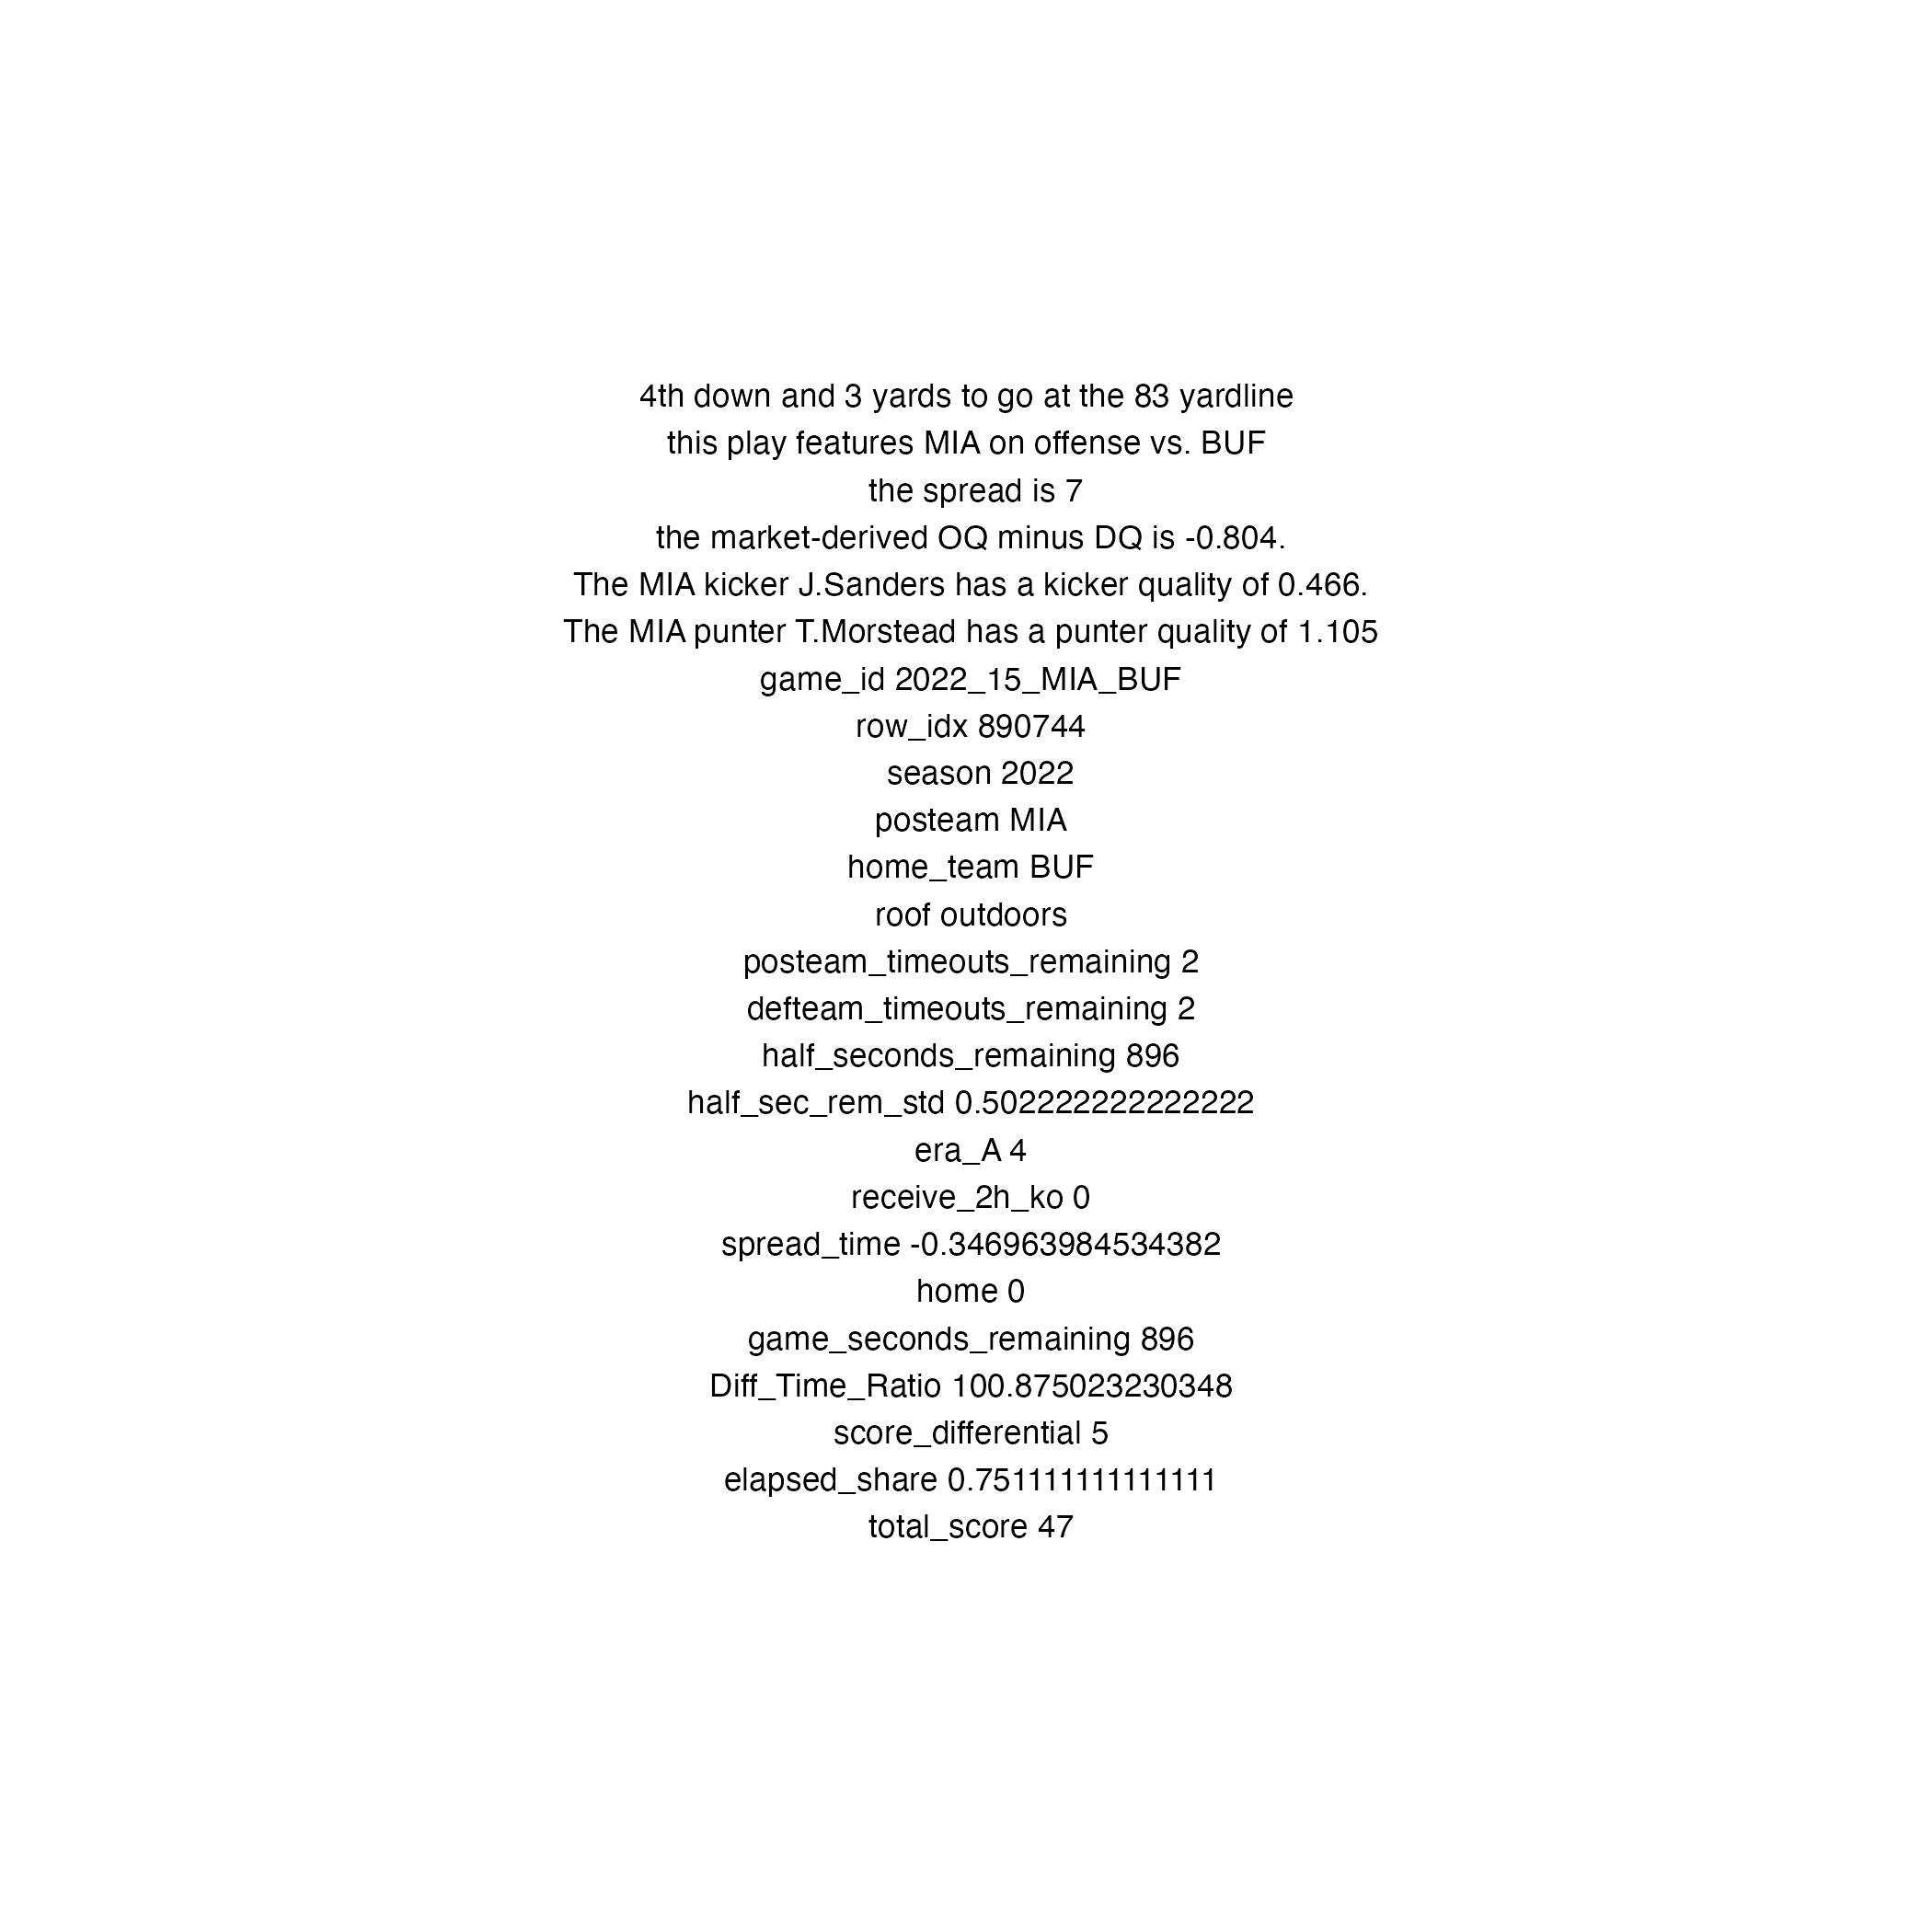 4th down and 3 yards to go at the 83 yardline
this play features MIA on offense vs. BUF
the spread is 7
the market-derived OQ minus DQ is -0.804.
The MIA kicker J.Sanders has a kicker quality of 0.466.
The MIA punter T.Morstead has a punter quality of 1.105
game_id 2022_15_MIA_BUF
row_idx 890744
season 2022
posteam MIA
home_team BUF
roof outdoors
posteam_timeouts_remaining 2
defteam_timeouts_remaining 2
half_seconds_remaining 896
half_sec_rem_std 0.502222222222222
era_A 4
receive_2h_ko 0
spread_time -0.346963984534382
home 0
game_seconds_remaining 896
Diff_Time_Ratio 100.875023230348
score_differential 5
elapsed_share 0.751111111111111
total_score 47